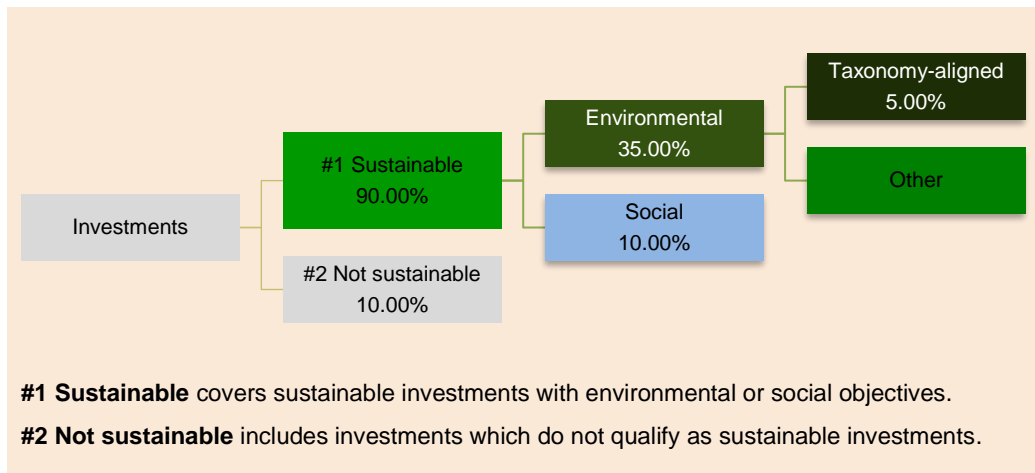 Investments
#1 Sustainable
90.00%
#2 Not sustainable
10.00%
Environmental
35.00%
Social
10.00%
Taxonomy-aligned
5.00%
Other
#1 Sustainable covers sustainable investments with environmental or social objectives.
#2 Not sustainable includes investments which do not qualify as sustainable investments.